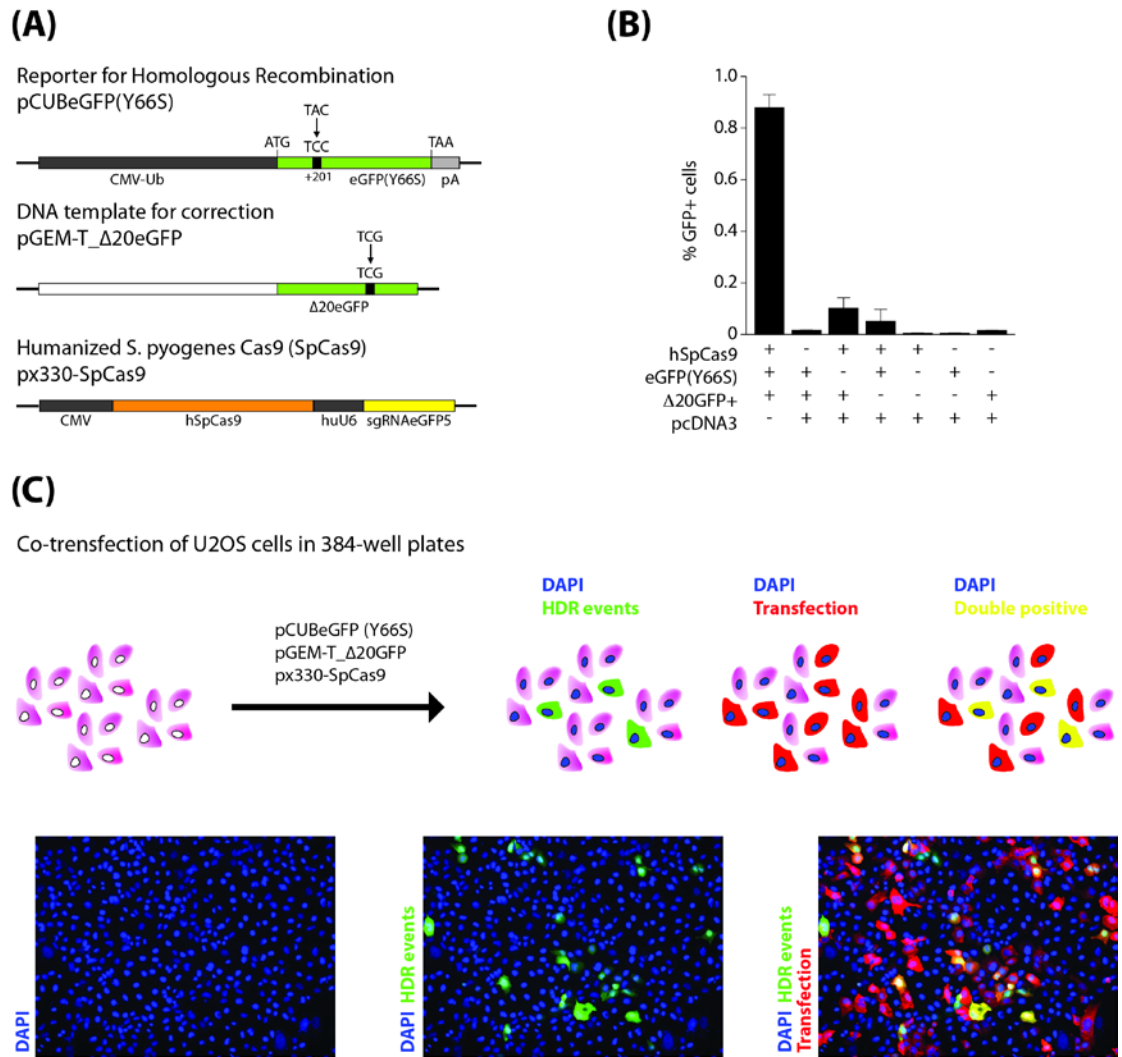 (A)
Reporter for Homologous Recombination
pCUBeGFP(Y66S)
TAC
ATG TCC TAA
CMV-Ub +201 eGFP(Y66S) pA
DNA template for correction
pGEM-T_Δ20eGFP
TCG
TCG
Δ20eGFP
Humanized S. pyogenes Cas9 (SpCas9)
px330-SpCas9
CMV hSpCas9 huU6 sgRNAeGFP5
(B)
% GFP+ cells
1.0
0.8
0.6
0.4
0.2
0
hSpCas9 + - + + + - -
eGFP(Y66S) + + - + - + -
Δ20GFP+ + + + - - - +
pcDNA3 - + + + + + +
(C)
Co-trensfection of U2OS cells in 384-well plates
pCUBeGFP (Y66S)
pGEM-T_Δ20GFP
px330-SpCas9
DAPI
HDR events
DAPI
Transfection
DAPI
Double positive
DAPI
DAPI HDR events
DAPI HDR events
Transfection